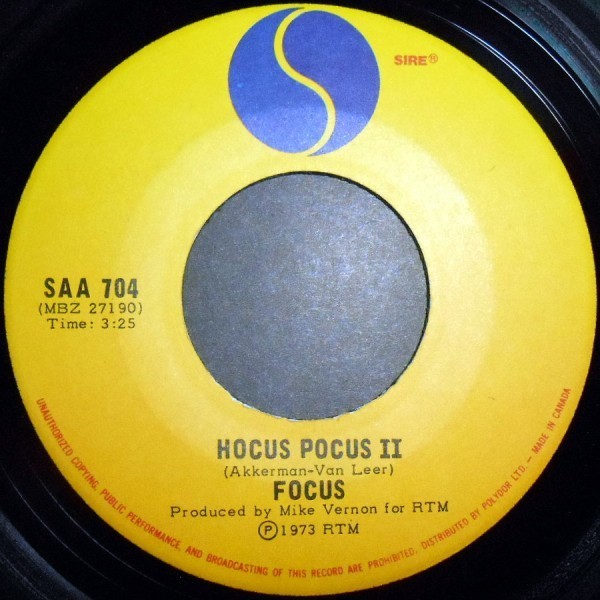 SIRE®
SAA 704
(MBZ 27190)
Time: 3:25
HOCUS POCUS II
(Akkerman-Van Leer)
FOCUS
Produced by Mike Vernon for RTM
Ⓟ1973 RTM
UNAUTHORIZED COPYING, PUBLIC PERFORMANCE, AND BROADCASTING OF THIS RECORD ARE PROHIBITED. DISTRIBUTED BY POLYDOR LTD. – MADE IN CANADA